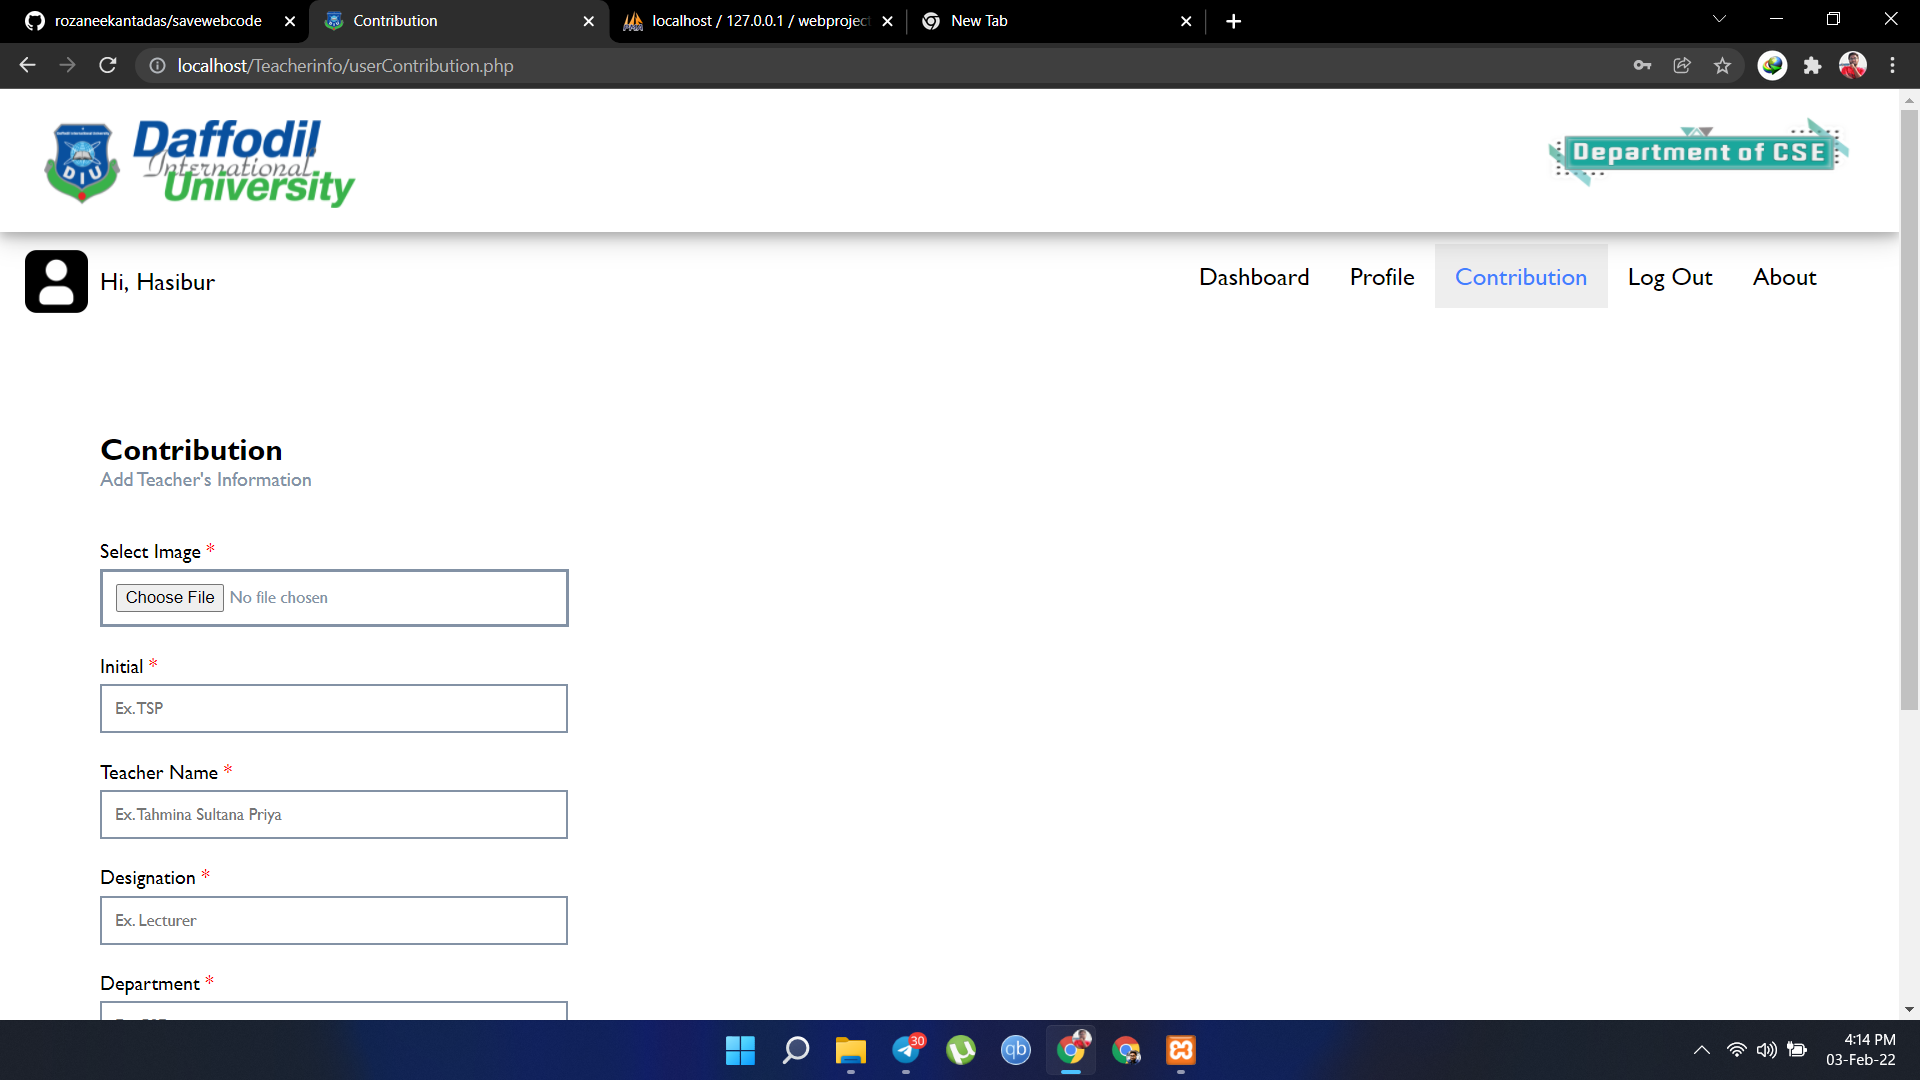 rozaneekantadas/savewebcode
Contribution
localhost / 127.0.0.1 / webproject
New Tab
localhost/Teacherinfo/userContribution.php
Daffodil
International
University
DIU
Department of CSE
Hi, Hasibur
Dashboard
Profile
Contribution
Log Out
About
Contribution
Add Teacher's Information
Select Image *
Choose File No file chosen
Initial *
Ex. TSP
Teacher Name *
Ex. Tahmina Sultana Priya
Designation *
Ex. Lecturer
Department *
30
qb
4:14 PM
03-Feb-22